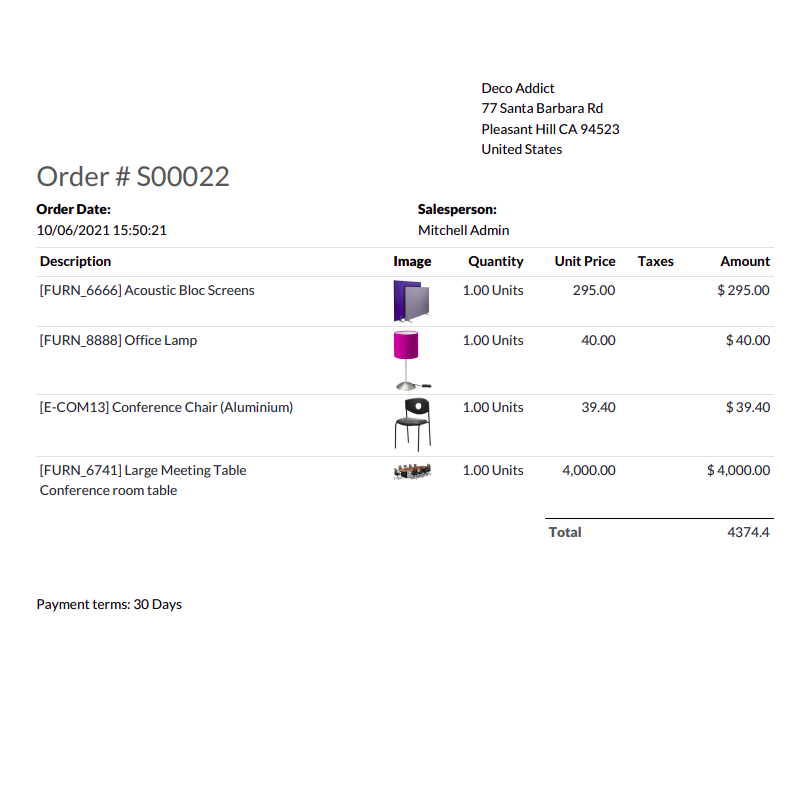 Deco Addict
77 Santa Barbara Rd
Pleasant Hill CA 94523
United States
Order # S00022
Order Date: Salesperson:
10/06/2021 15:50:21 Mitchell Admin
Description Image Quantity Unit Price Taxes Amount
[FURN_6666] Acoustic Bloc Screens 1.00 Units 295.00 $ 295.00
[FURN_8888] Office Lamp 1.00 Units 40.00 $ 40.00
[E-COM13] Conference Chair (Aluminium) 1.00 Units 39.40 $ 39.40
[FURN_6741] Large Meeting Table 1.00 Units 4,000.00 $ 4,000.00
Conference room table
Total 4374.4
Payment terms: 30 Days